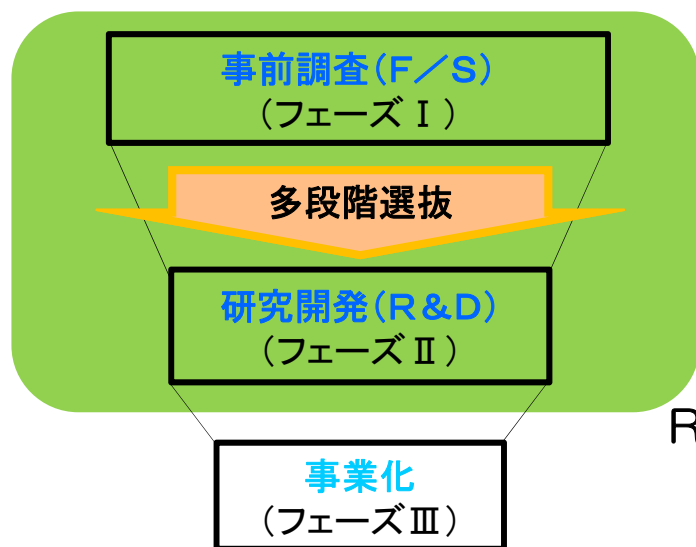 事前調査(F／S)
(フェーズⅠ)
多段階選抜
研究開発(R＆D)
(フェーズⅡ)
R
事業化
(フェーズⅢ)